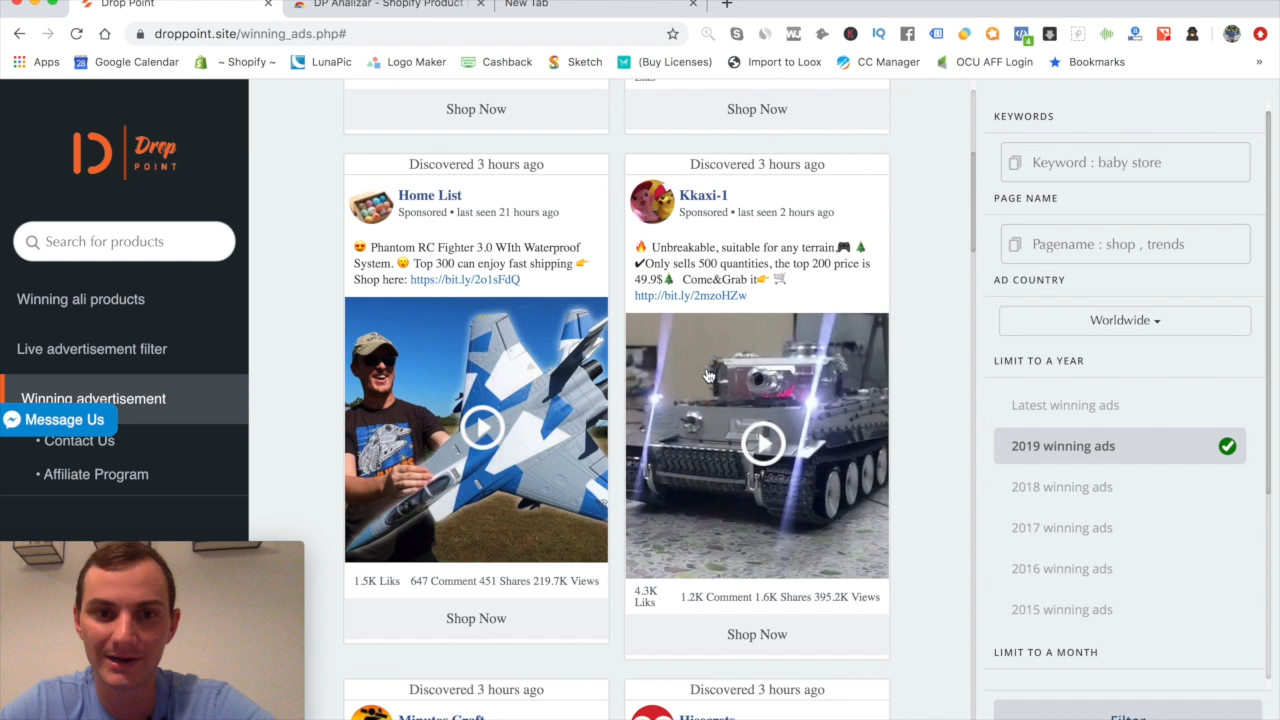 Drop Point
DP Analizar - Shopify Product
New Tab
droppoint.site/winning_ads.php#
Apps
Google Calendar
~ Shopify ~
LunaPic
Logo Maker
Cashback
Sketch
(Buy Licenses)
Import to Loox
CC Manager
OCU AFF Login
Bookmarks
»
Drop
POINT
Search for products
Winning ali products
Live advertisement filter
Winning advertisement
Message Us
• Contact Us
• Affiliate Program
Shop Now
Discovered 3 hours ago
Home List
Sponsored • last seen 21 hours ago
😍 Phantom RC Fighter 3.0 WIth Waterproof
System. 😮 Top 300 can enjoy fast shipping 👉
Shop here: https://bit.ly/2o1sFdQ
1.5K Liks 647 Comment 451 Shares 219.7K Views
Shop Now
Discovered 3 hours ago
Shop Now
Discovered 3 hours ago
Kkaxi-1
Sponsored • last seen 2 hours ago
🔥 Unbreakable, suitable for any terrain,🎮 🌲
✔Only sells 500 quantities, the top 200 price is
49.9$🌲 Come&Grab it👉 🛒
http://bit.ly/2mzoHZw
4.3K
Liks
1.2K Comment 1.6K Shares 395.2K Views
Shop Now
Discovered 3 hours ago
KEYWORDS
Keyword : baby store
PAGE NAME
Pagename : shop , trends
AD COUNTRY
Worldwide
LIMIT TO A YEAR
Latest winning ads
2019 winning ads
2018 winning ads
2017 winning ads
2016 winning ads
2015 winning ads
LIMIT TO A MONTH
Filter